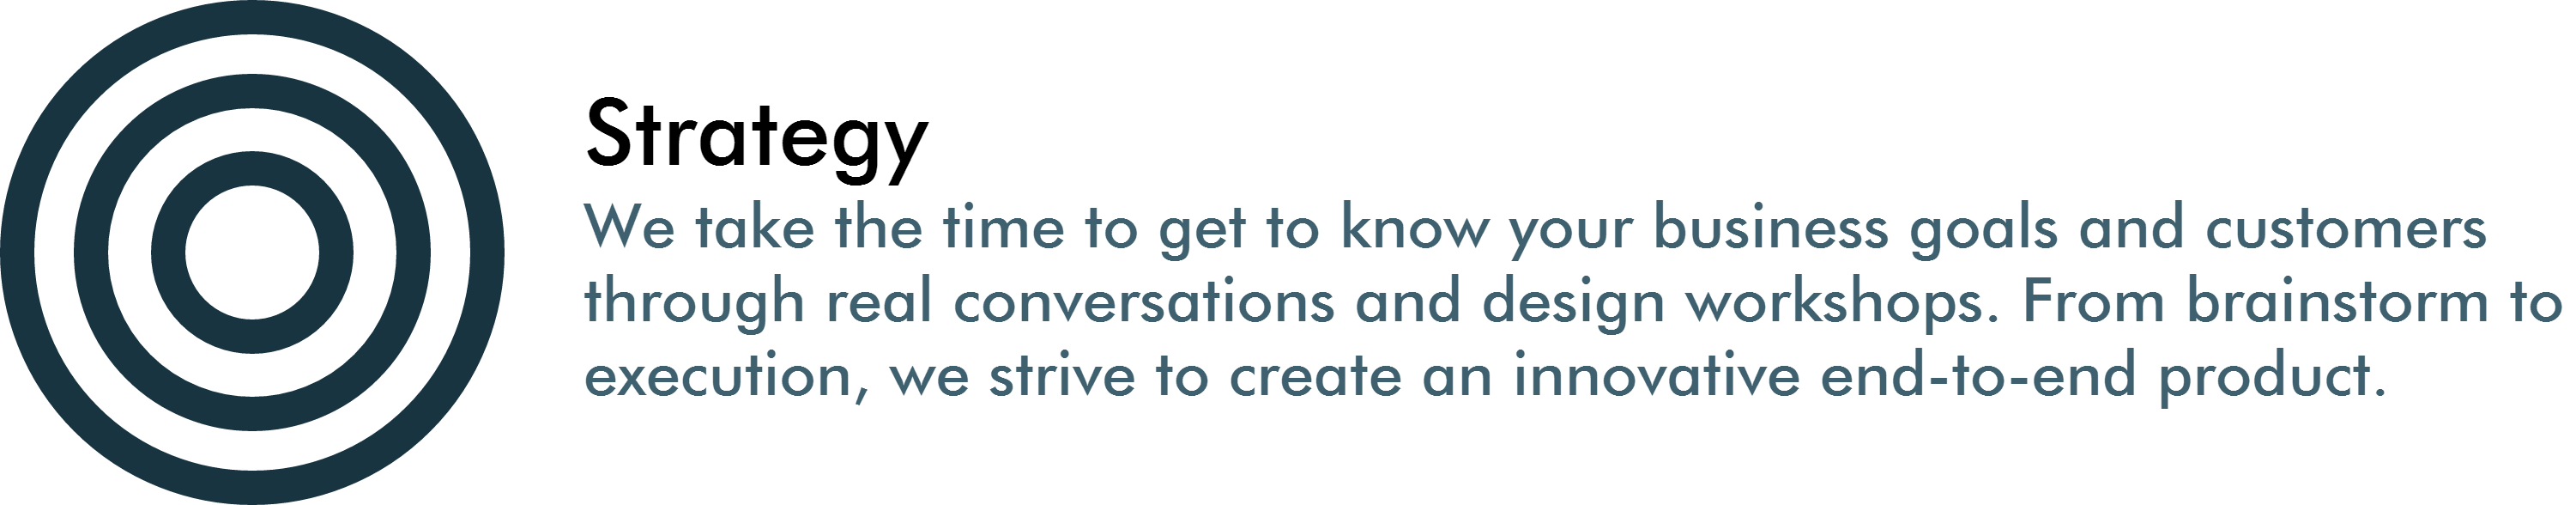 Strategy
We take the time to get to know your business goals and customers
through real conversations and design workshops. From brainstorm to
execution, we strive to create an innovative end-to-end product.